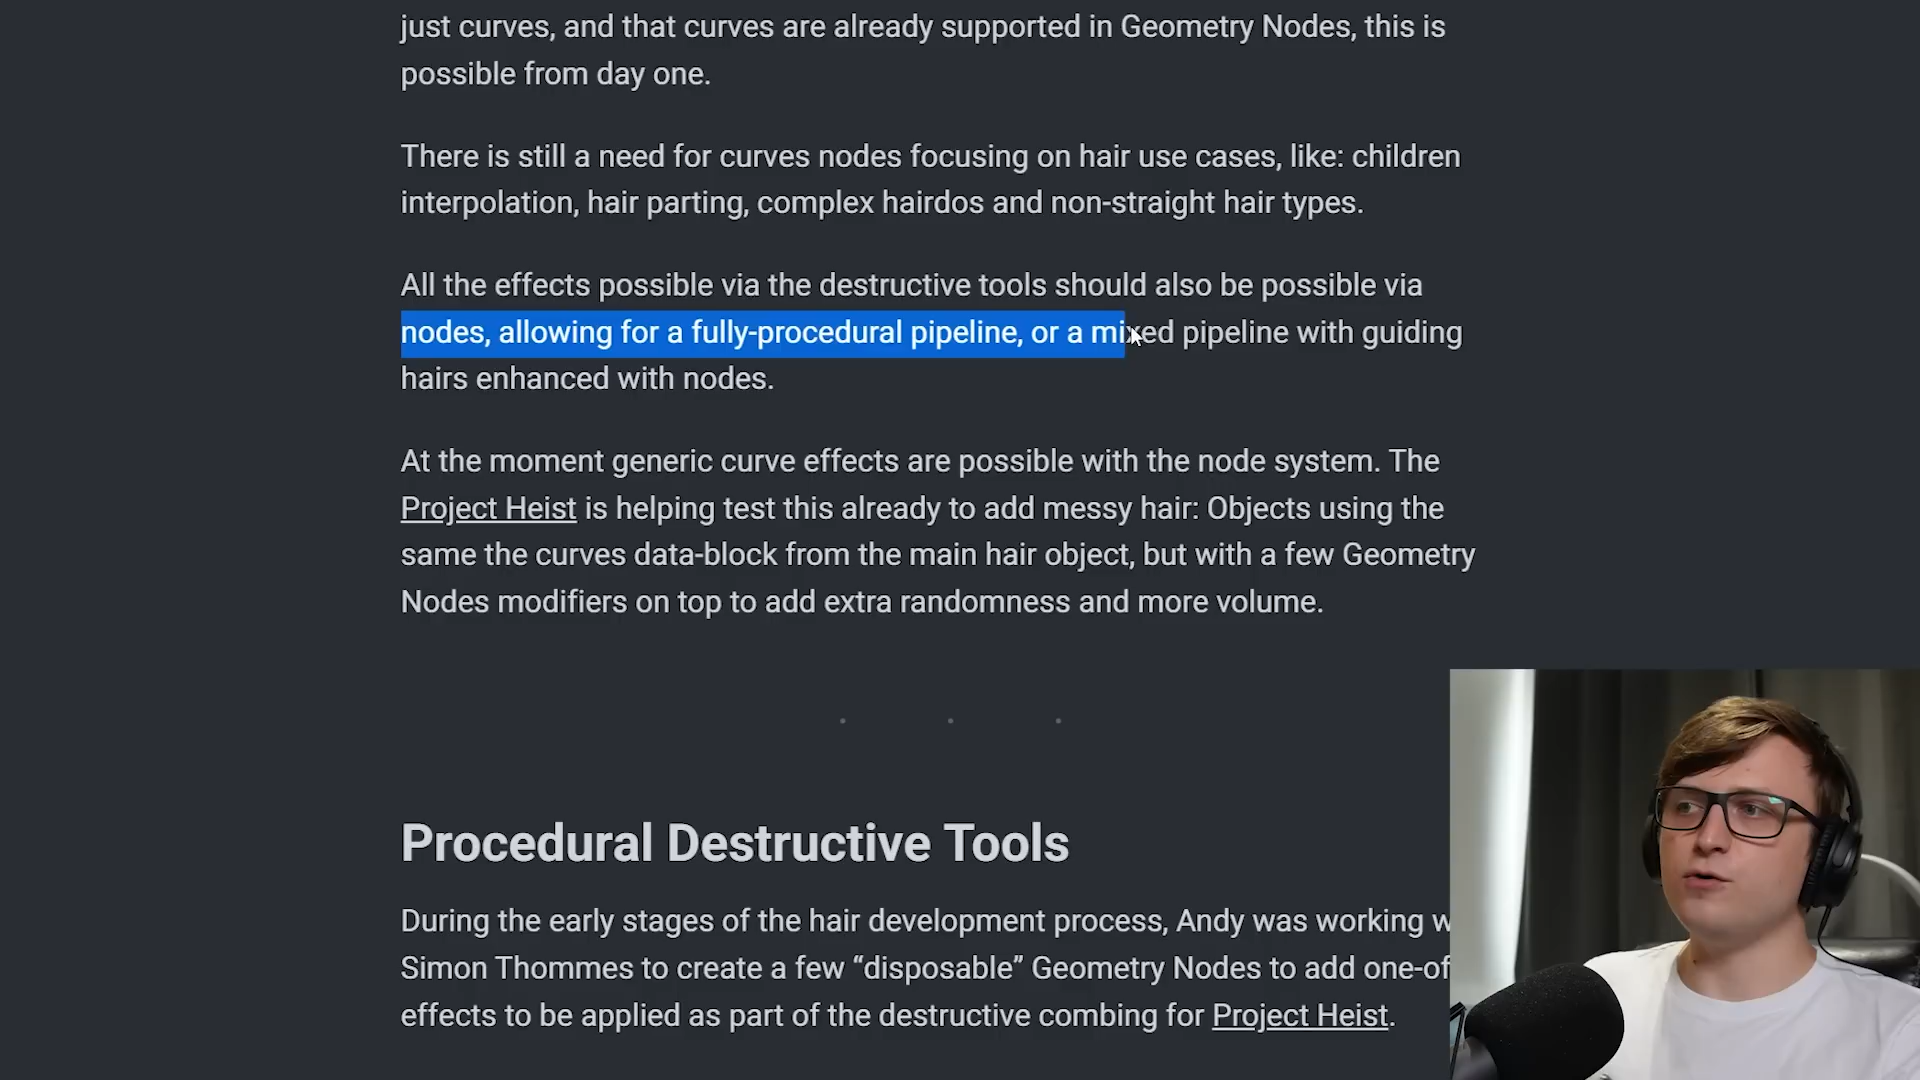 just curves, and that curves are already supported in Geometry Nodes, this is
possible from day one.
There is still a need for curves nodes focusing on hair use cases, like: children
interpolation, hair parting, complex hairdos and non-straight hair types.
All the effects possible via the destructive tools should also be possible via
nodes, allowing for a fully-procedural pipeline, or a mixed pipeline with guiding
hairs enhanced with nodes.
At the moment generic curve effects are possible with the node system. The
Project Heist is helping test this already to add messy hair: Objects using the
same the curves data-block from the main hair object, but with a few Geometry
Nodes modifiers on top to add extra randomness and more volume.
Procedural Destructive Tools
During the early stages of the hair development process, Andy was working
Simon Thommes to create a few “disposable” Geometry Nodes to add one-of
effects to be applied as part of the destructive combing for Project Heist.